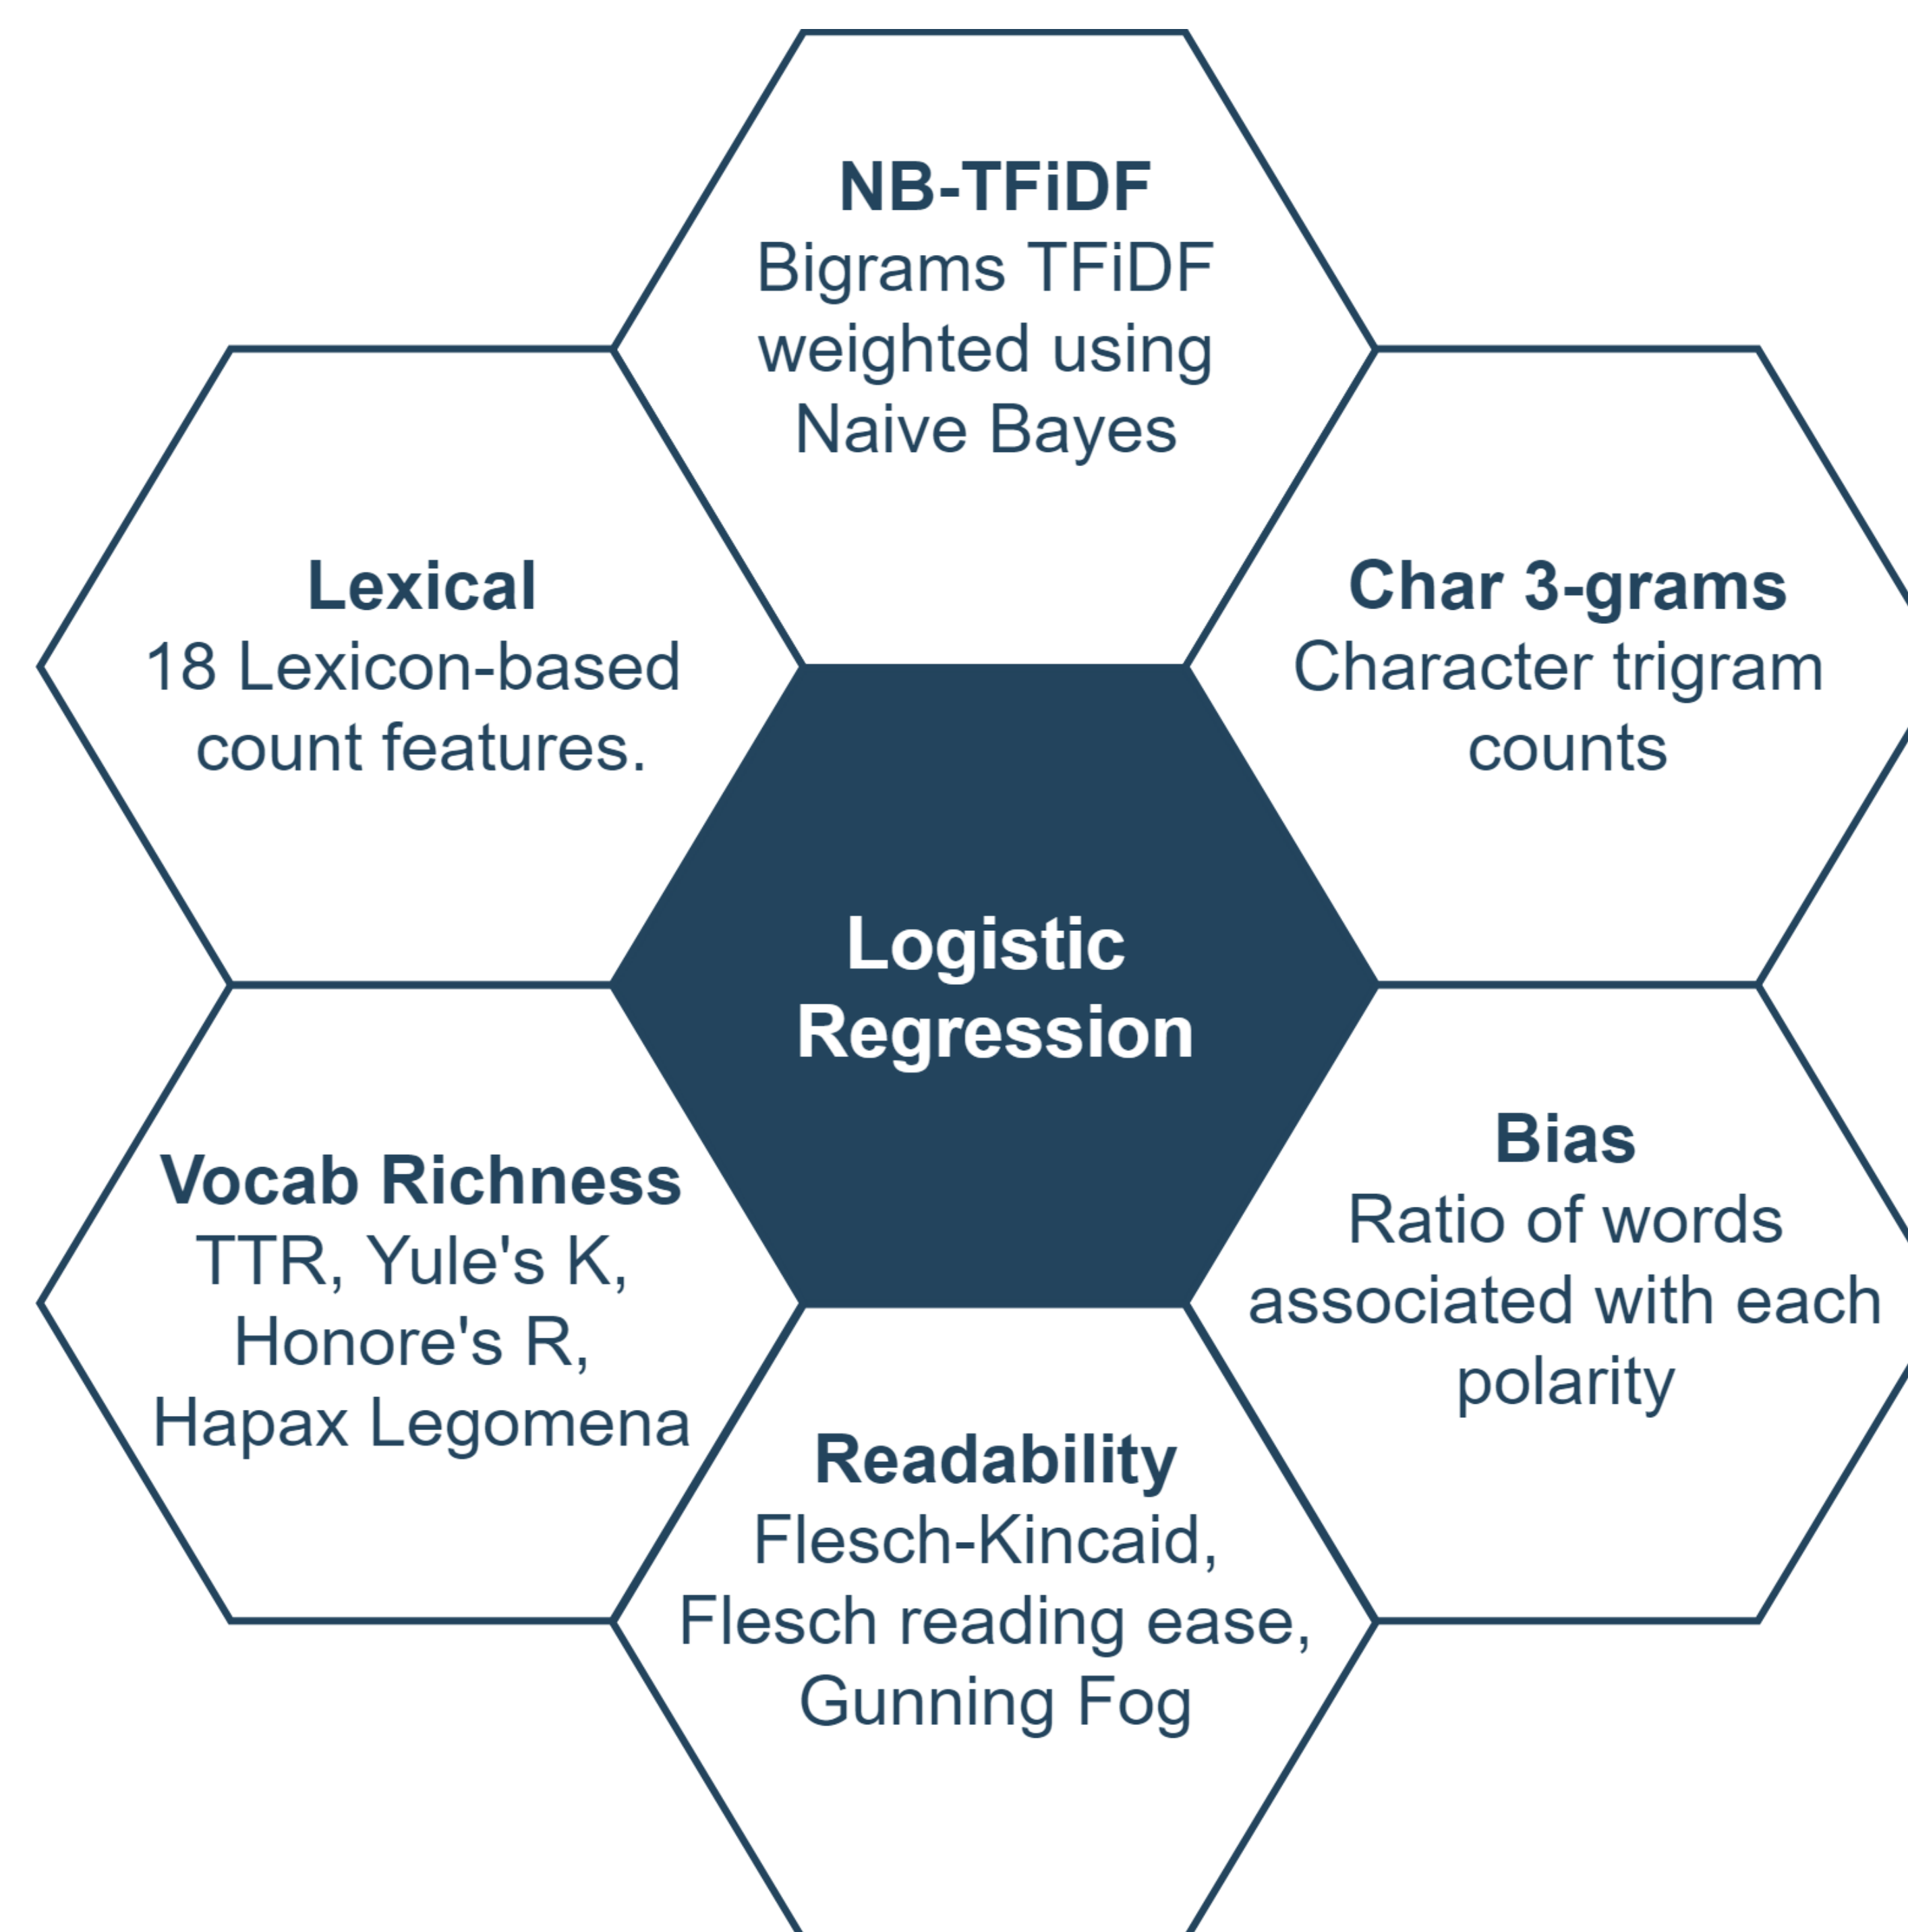 NB-TFiDF
Bigrams TFiDF
weighted using
Naive Bayes
Lexical
18 Lexicon-based
count features.
Char 3-grams
Character trigram
counts
Logistic
Regression
Vocab Richness
TTR, Yule's K,
Honore's R,
Hapax Legomena
Bias
Ratio of words
associated with each
polarity
Readability
Flesch-Kincaid,
Flesch reading ease,
Gunning Fog